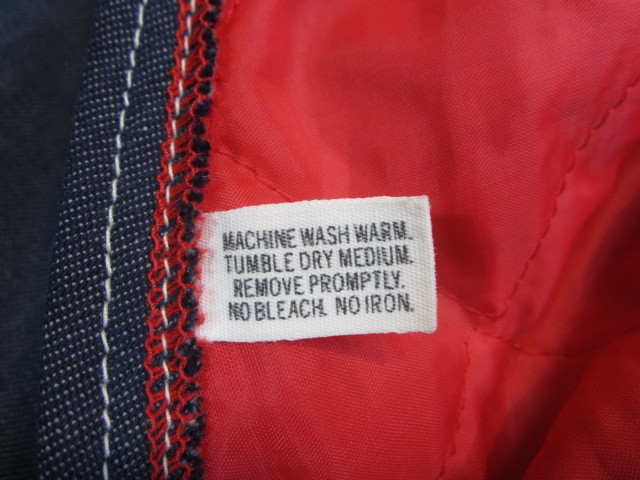 MACHINE WASH WARM.
TUMBLE DRY MEDIUM.
REMOVE PROMPTLY.
NO BLEACH. NO IRON.